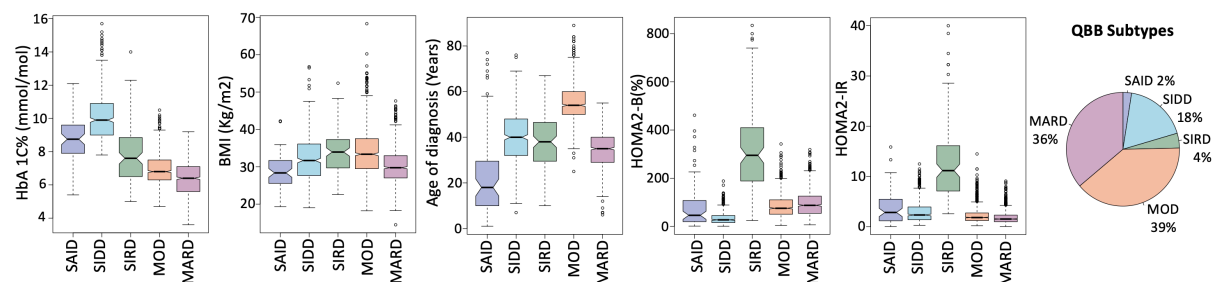 HbA 1C% (mmol/mol)
16
14
12
10
8
6
4
SAID
SIDD
SIRD
MOD
MARD
BMI (Kg/m2)
70
60
50
40
30
20
SAID
SIDD
SIRD
MOD
MARD
Age of diagnosis (Years)
80
60
40
20
0
SAID
SIDD
SIRD
MOD
MARD
HOMA2-B(%)
800
600
400
200
0
SAID
SIDD
SIRD
MOD
MARD
HOMA2-IR
40
30
20
10
0
SAID
SIDD
SIRD
MOD
MARD
QBB Subtypes
SAID 2%
SIDD
18%
SIRD
4%
MOD
39%
MARD
36%